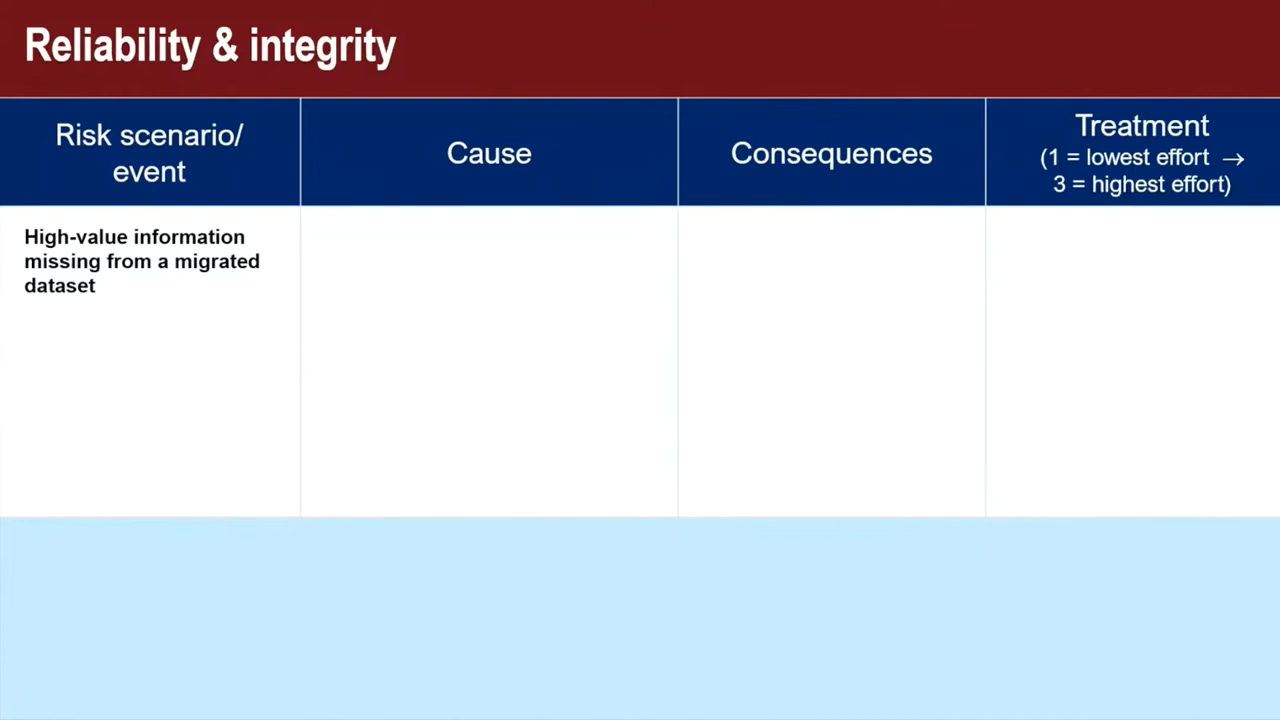 Reliability & integrity
Risk scenario/
event
Cause
Consequences
Treatment
(1 = lowest effort →
3 = highest effort)
High-value information
missing from a migrated
dataset